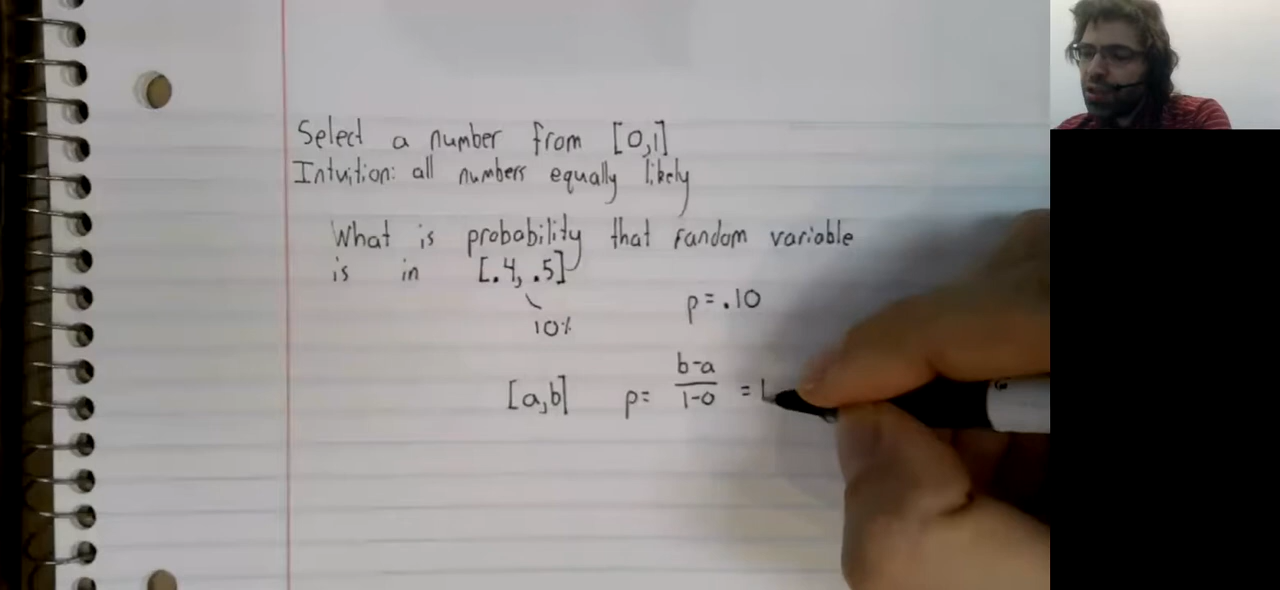 Select a number from [0,1]
Intuition: all numbers equally likely
What is probability that random variable
is in [.4, .5]
10%
p = .10
[a,b] p = b-a / 1-0 =